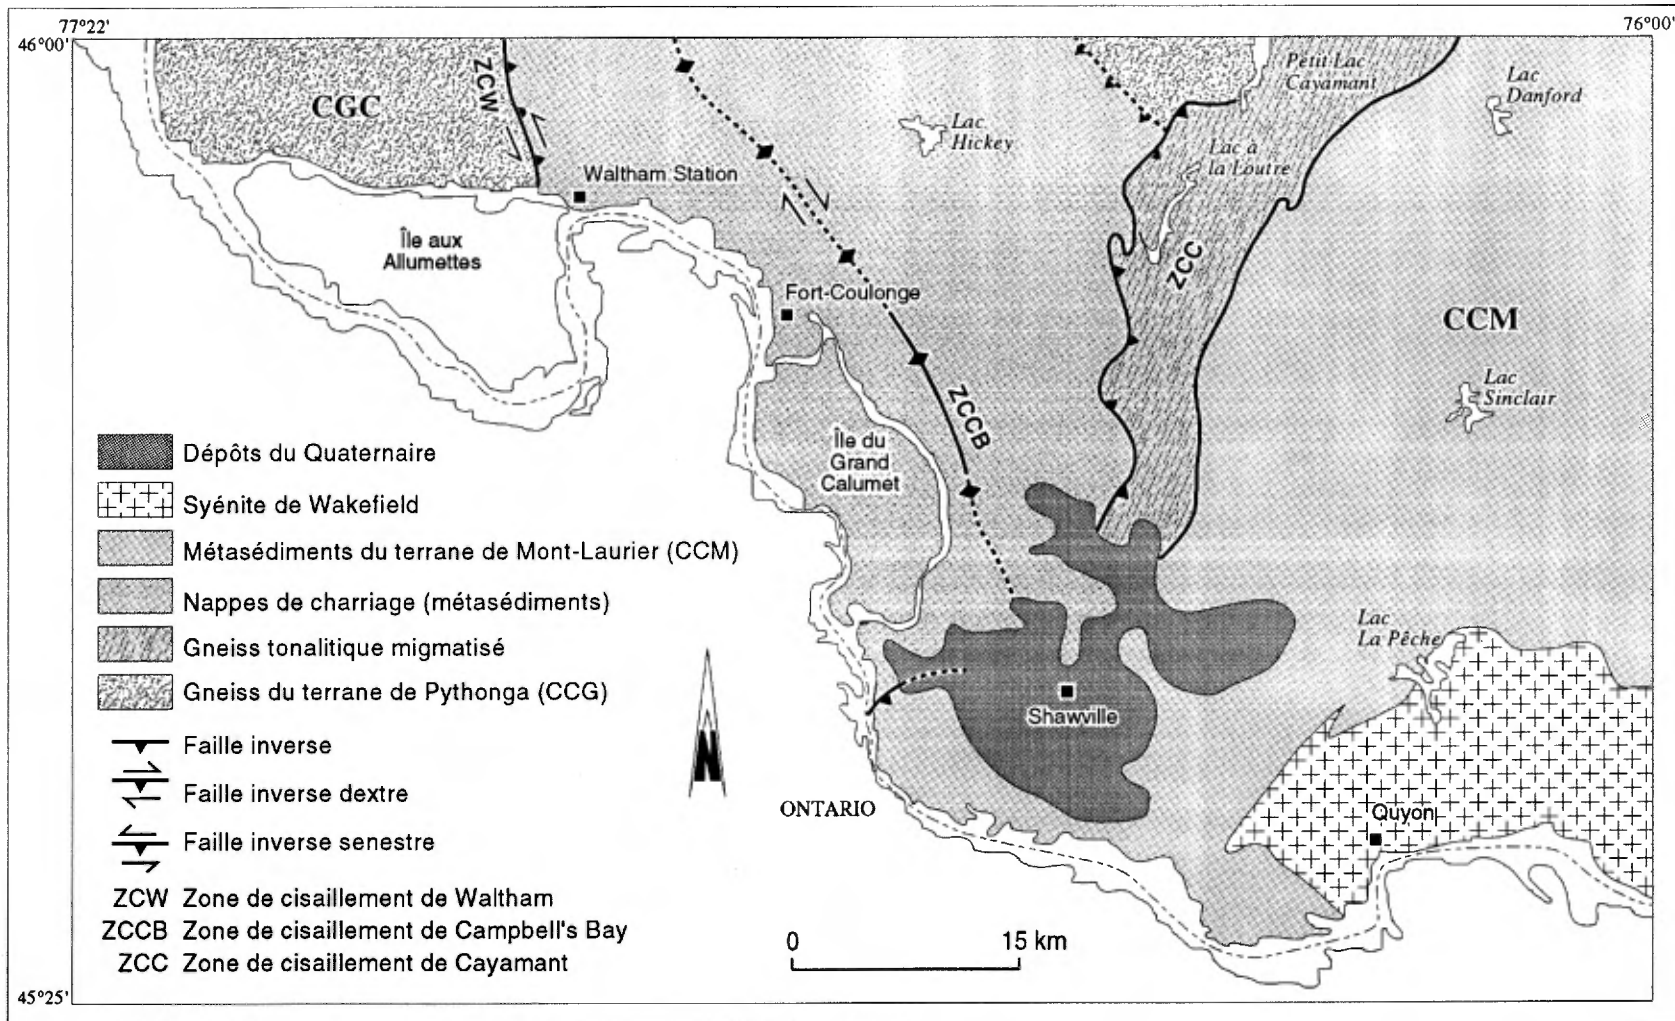 77°22'
76°00'
46°00'
CGC
ZCW
Petit Lac
Cayamant
Lac
Danford
Lac
Hickey
Lac à
la Loutre
Waltham Station
Île aux
Allumettes
ZCC
Fort-Coulonge
CCM
ZCCB
Lac
Sinclair
Île du
Grand
Calumet
Dépôts du Quaternaire
Syénite de Wakefield
Métasédiments du terrane de Mont-Laurier (CCM)
Nappes de charriage (métasédiments)
Gneiss tonalitique migmatisé
Gneiss du terrane de Pythonga (CCG)
Lac
La Pêche
Shawville
Faille inverse
Faille inverse dextre
Faille inverse senestre
N
ONTARIO
Quyon
ZCW Zone de cisaillement de Waltham
ZCCB Zone de cisaillement de Campbell's Bay
ZCC Zone de cisaillement de Cayamant
0 15 km
45°25'